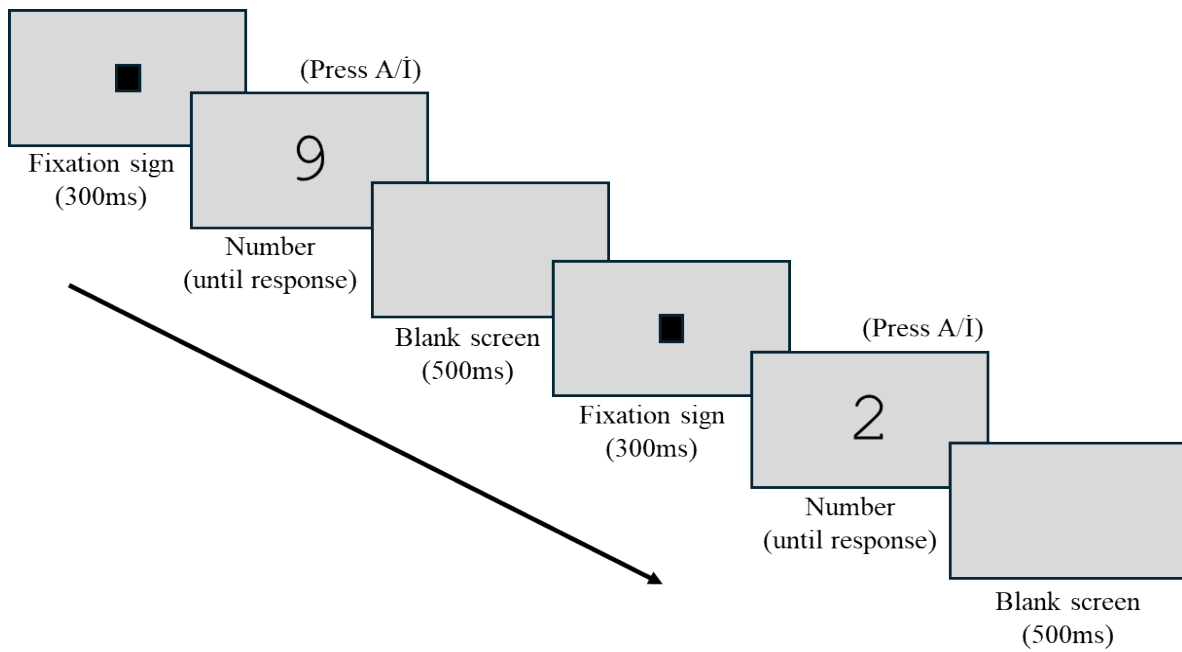 Fixation sign
(300ms)
(Press A/İ)
9
Number
(until response)
Blank screen
(500ms)
Fixation sign
(300ms)
(Press A/İ)
2
Number
(until response)
Blank screen
(500ms)